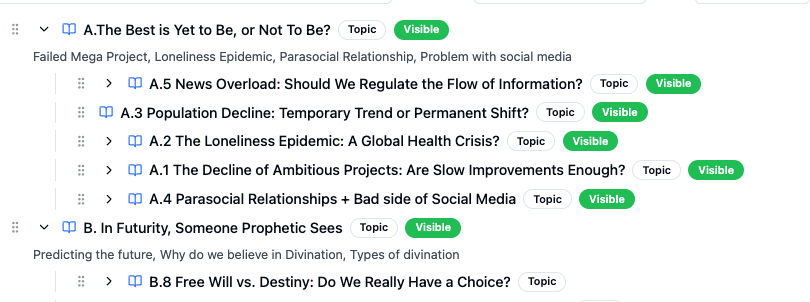 A.The Best is Yet to Be, or Not To Be? Topic Visible
Failed Mega Project, Loneliness Epidemic, Parasocial Relationship, Problem with social media
A.5 News Overload: Should We Regulate the Flow of Information? Topic Visible
A.3 Population Decline: Temporary Trend or Permanent Shift? Topic Visible
A.2 The Loneliness Epidemic: A Global Health Crisis? Topic Visible
A.1 The Decline of Ambitious Projects: Are Slow Improvements Enough? Topic Visible
A.4 Parasocial Relationships + Bad side of Social Media Topic Visible
B. In Futurity, Someone Prophetic Sees Topic Visible
Predicting the future, Why do we believe in Divination, Types of divination
B.8 Free Will vs. Destiny: Do We Really Have a Choice? Topic